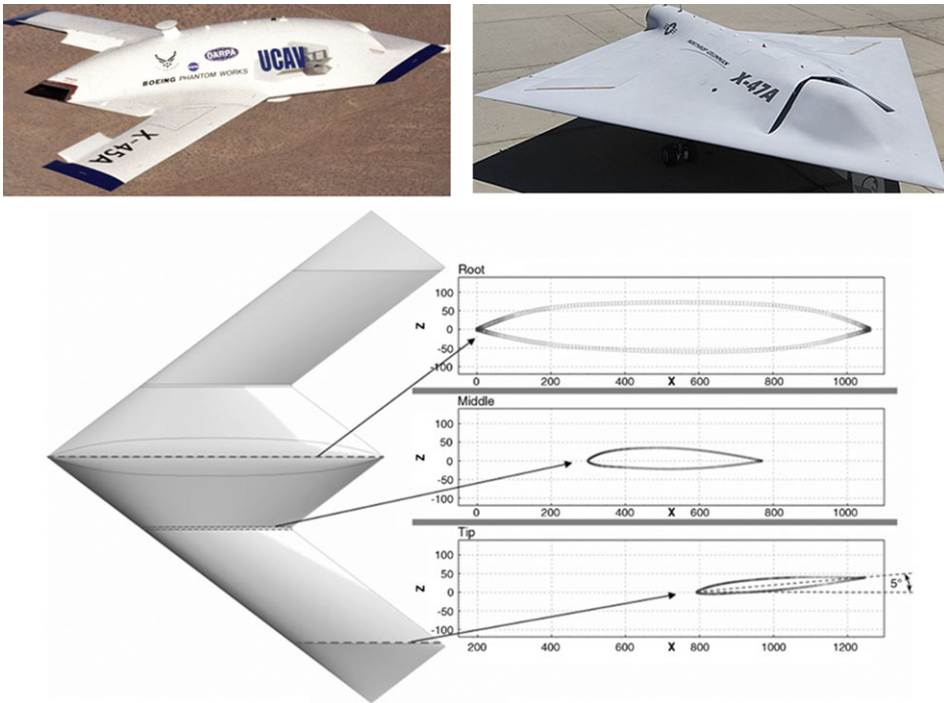 DARPA
UCAV
BOEING PHANTOM WORKS
X-45A
NORTHROP GRUMMAN
X-47A
Root
100
50
0
-50
-100
Z
0 200 400 X 600 800 1000
Middle
100
50
0
-50
-100
Z
0 200 400 X 600 800 1000
Tip
100
50
0
-50
-100
Z
5°
200 400 600 X 800 1000 1200